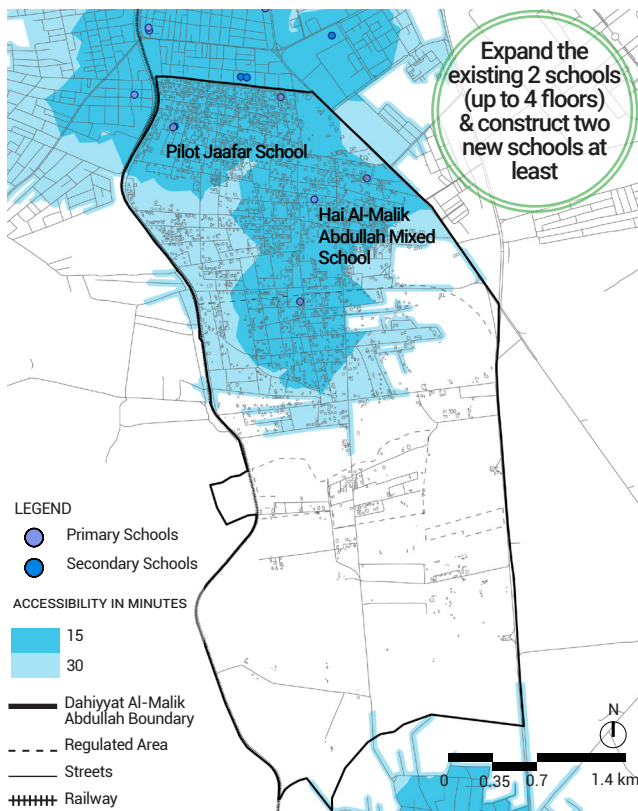 Expand the
existing 2 schools
(up to 4 floors)
& construct two
new schools at
least
Pilot Jaafar School
Hai Al-Malik
Abdullah Mixed
School
LEGEND
Primary Schools
Secondary Schools
ACCESSIBILITY IN MINUTES
15
30
Dahiyyat Al-Malik
Abdullah Boundary
Regulated Area
Streets
Railway
N
0 0.35 0.7 1.4 km